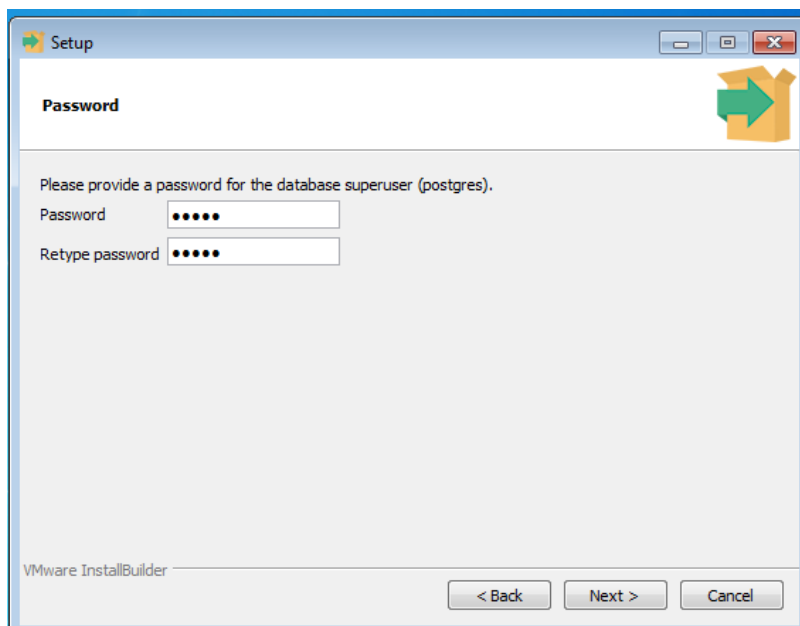 Setup
Password
Please provide a password for the database superuser (postgres).
Password •••••
Retype password •••••
VMware InstallBuilder
< Back Next > Cancel